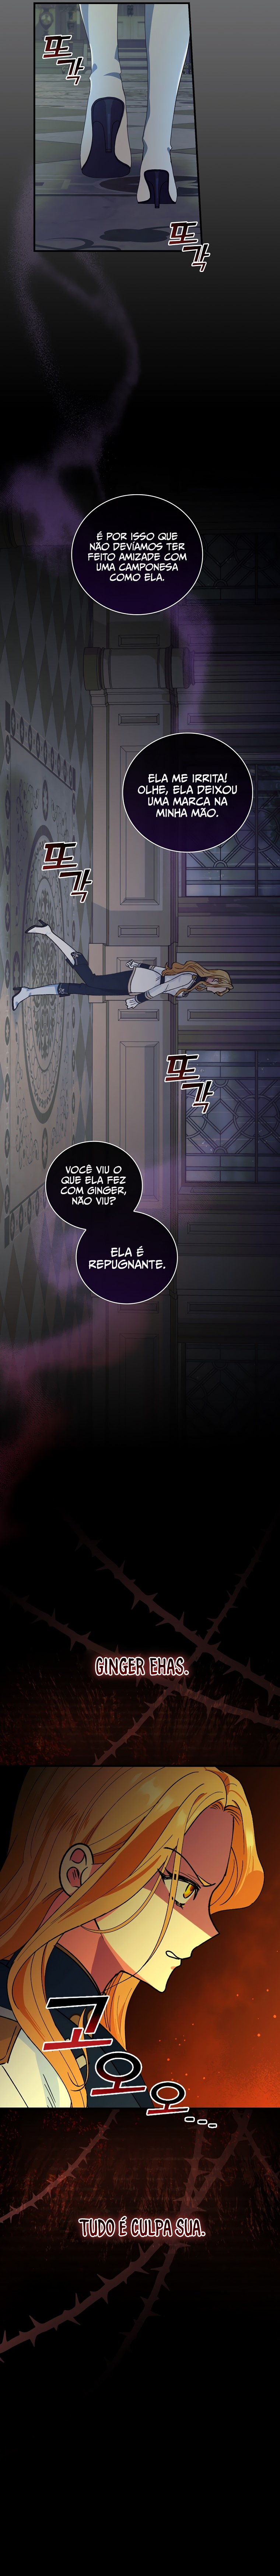 또각
또각
É POR ISSO QUE
NÃO DEVÍAMOS TER
FEITO AMIZADE COM
UMA CAMPONESA
COMO ELA.
ELA ME IRRITA!
OLHE, ELA DEIXOU
UMA MARCA NA
MINHA MÃO.
또각
또각
VOCÊ VIU O
QUE ELA FEZ
COM GINGER,
NÃO VIU?
ELA É
REPUGNANTE.
GINGER EHAS.
고오오...
TUDO É CULPA SUA.